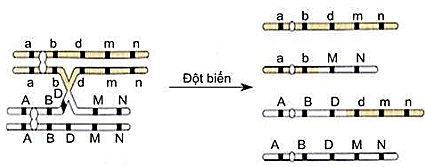 a b d m n
a b d m n
D
A B M N
A B D M N
Đột biến
a b d m n
a b M N
A B D d m n
A B D M N